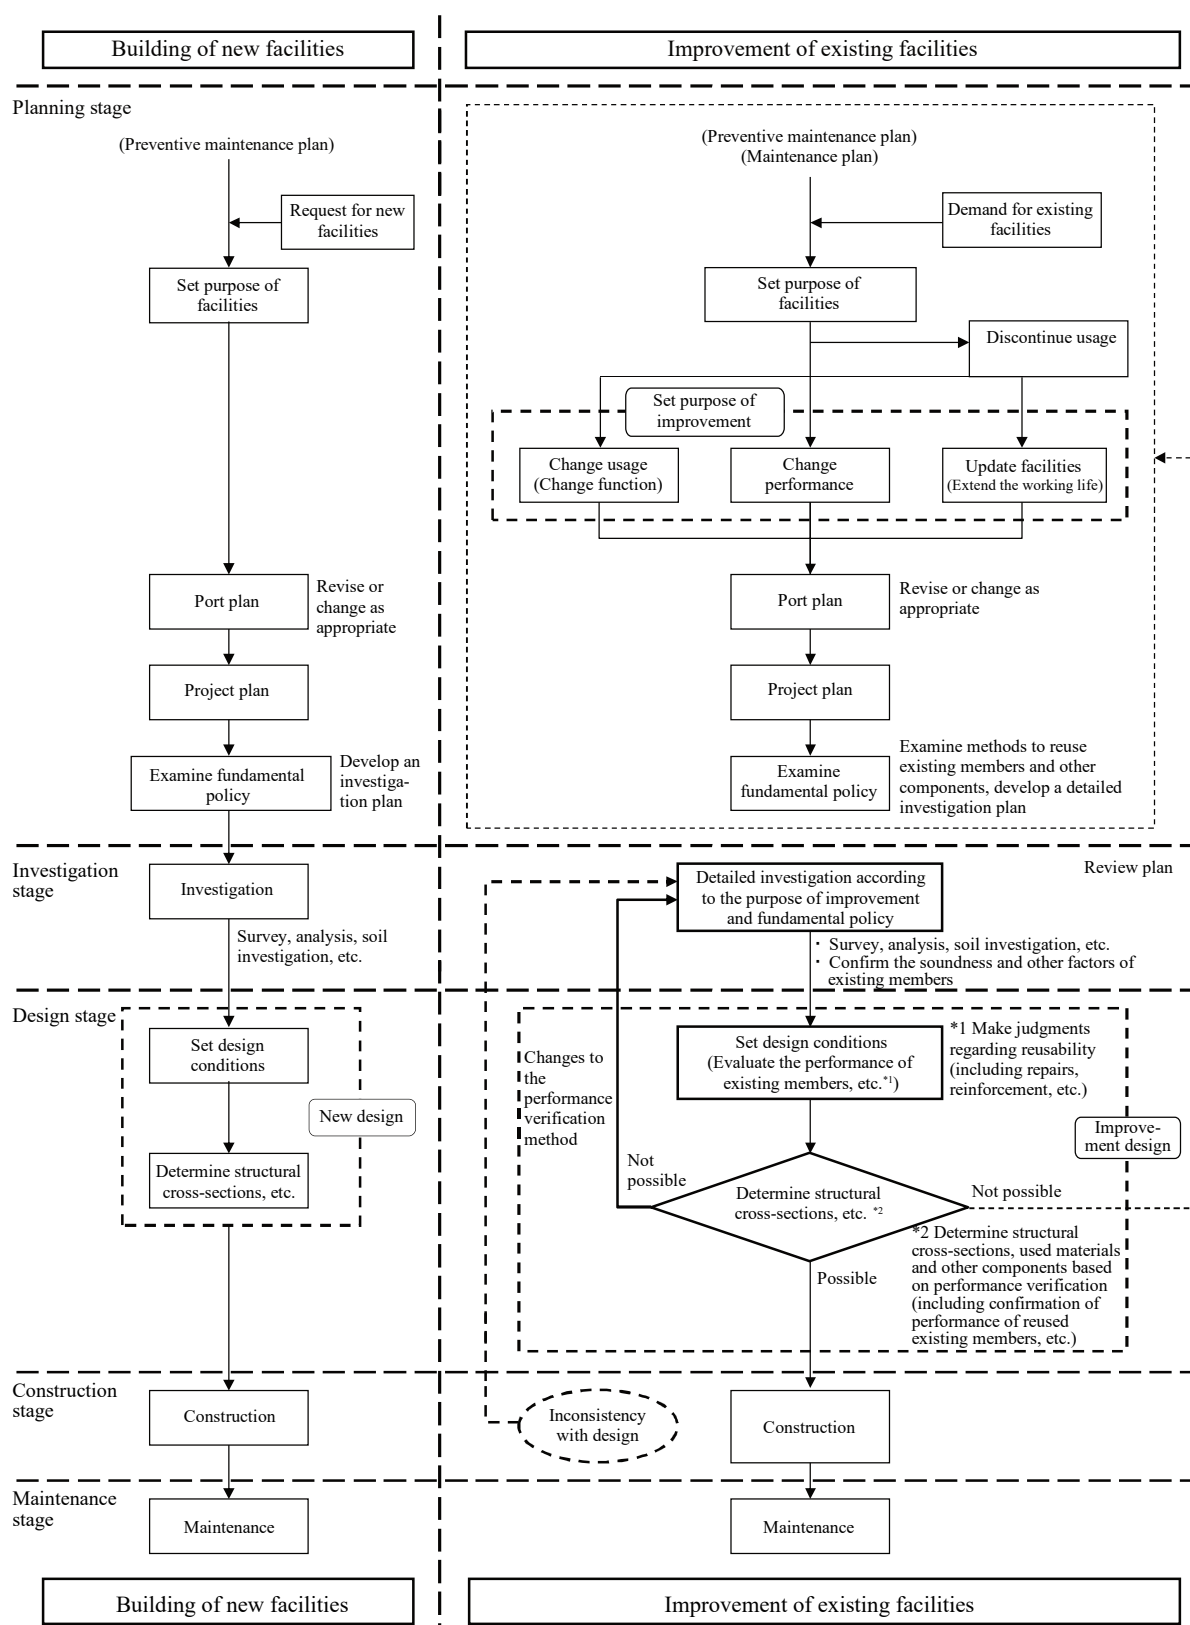 Building of new facilities
Improvement of existing facilities
Planning stage
(Preventive maintenance plan)
Request for new
facilities
Set purpose of
facilities
Port plan
Revise or
change as
appropriate
Project plan
Examine fundamental
policy
Develop an
investiga-
tion plan
(Preventive maintenance plan)
(Maintenance plan)
Demand for existing
facilities
Set purpose of
facilities
Discontinue usage
Set purpose of
improvement
Change usage
(Change function)
Change
performance
Update facilities
(Extend the working life)
Port plan
Revise or change as
appropriate
Project plan
Examine
fundamental policy
Examine methods to reuse
existing members and other
components, develop a detailed
investigation plan
Investigation
stage
Investigation
Survey, analysis, soil
investigation, etc.
Review plan
Detailed investigation according
to the purpose of improvement
and fundamental policy
・ Survey, analysis, soil investigation, etc.
・ Confirm the soundness and other factors of
existing members
Design stage
Set design
conditions
New design
Determine structural
cross-sections, etc.
Changes to
the
performance
verification
method
Set design conditions
(Evaluate the performance of
existing members, etc.*1)
*1 Make judgments
regarding reusability
(including repairs,
reinforcement, etc.)
Improve-
ment design
Not
possible
Determine structural
cross-sections, etc. *2
Not possible
Possible
*2 Determine structural
cross-sections, used materials
and other components based
on performance verification
(including confirmation of
performance of reused
existing members, etc.)
Construction
stage
Construction
Inconsistency
with design
Construction
Maintenance
stage
Maintenance
Maintenance
Building of new facilities
Improvement of existing facilities